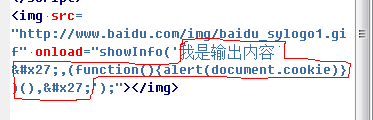 </script>
<img src=
"http://www.baidu.com/img/baidu_sylogo1.gi
f" onload="showInfo('我是输出内容
&#x27;,(function(){alert(document.cookie)}
)(),&#x27;');"></img>